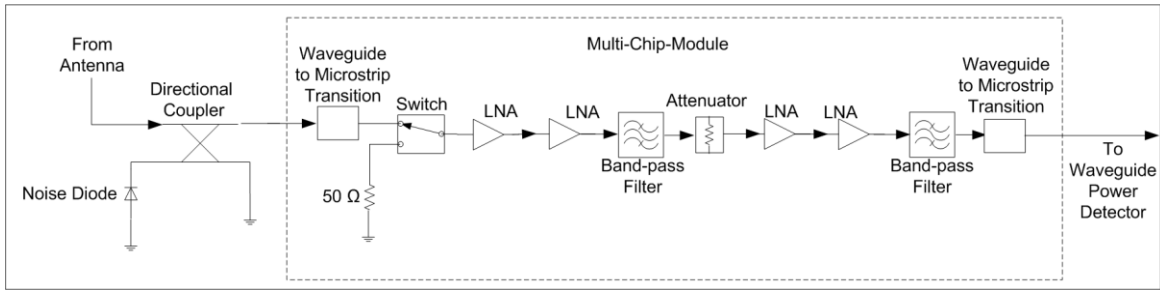 From
Antenna
Directional
Coupler
Noise Diode
Multi-Chip-Module
Waveguide
to Microstrip
Transition
Switch
50 Ω
LNA
LNA
Band-pass
Filter
Attenuator
LNA
LNA
Band-pass
Filter
Waveguide
to Microstrip
Transition
To
Waveguide
Power
Detector